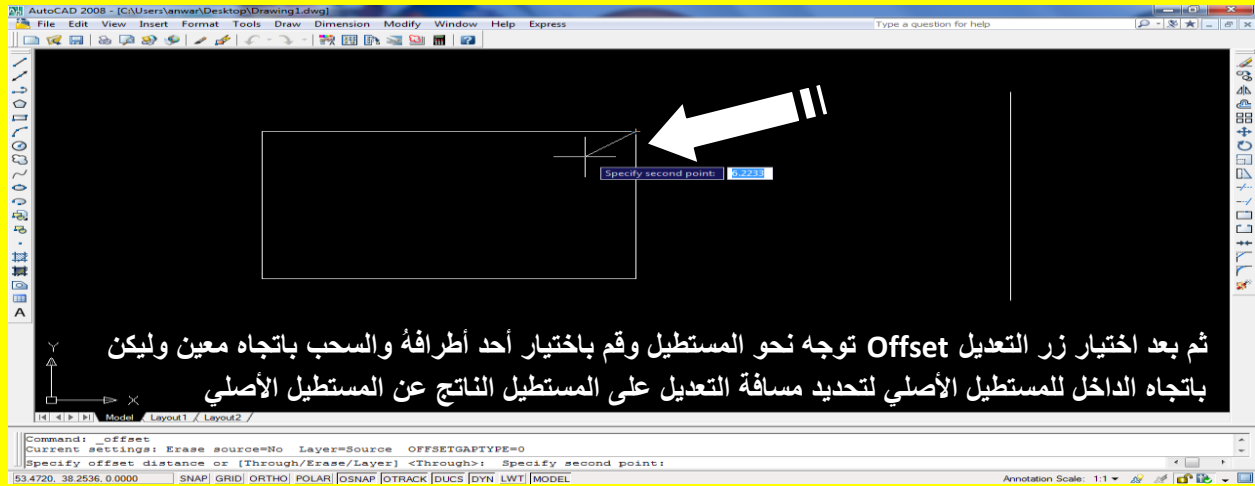 AutoCAD 2008 - [C:\Users\anwar\Desktop\Drawing1.dwg]
File Edit View Insert Format Tools Draw Dimension Modify Window Help Express Type a question for help
Specify second point: 6.2233
ثم بعد اختيار زر التعديل Offset توجه نحو المستطيل وقم باختيار أحد أطرافهُ والسحب باتجاه معين وليكن
باتجاه الداخل للمستطيل الأصلي لتحديد مسافة التعديل على المستطيل الناتج عن المستطيل الأصلي
Y
X
Model Layout1 Layout2
Command: _offset
Current settings: Erase source=No Layer=Source OFFSETGAPTYPE=0
Specify offset distance or [Through/Erase/Layer] <Through>: Specify second point:
53.4720, 38.2536, 0.0000 SNAP GRID ORTHO POLAR OSNAP OTRACK DUCS DYN LWT MODEL Annotation Scale: 1:1